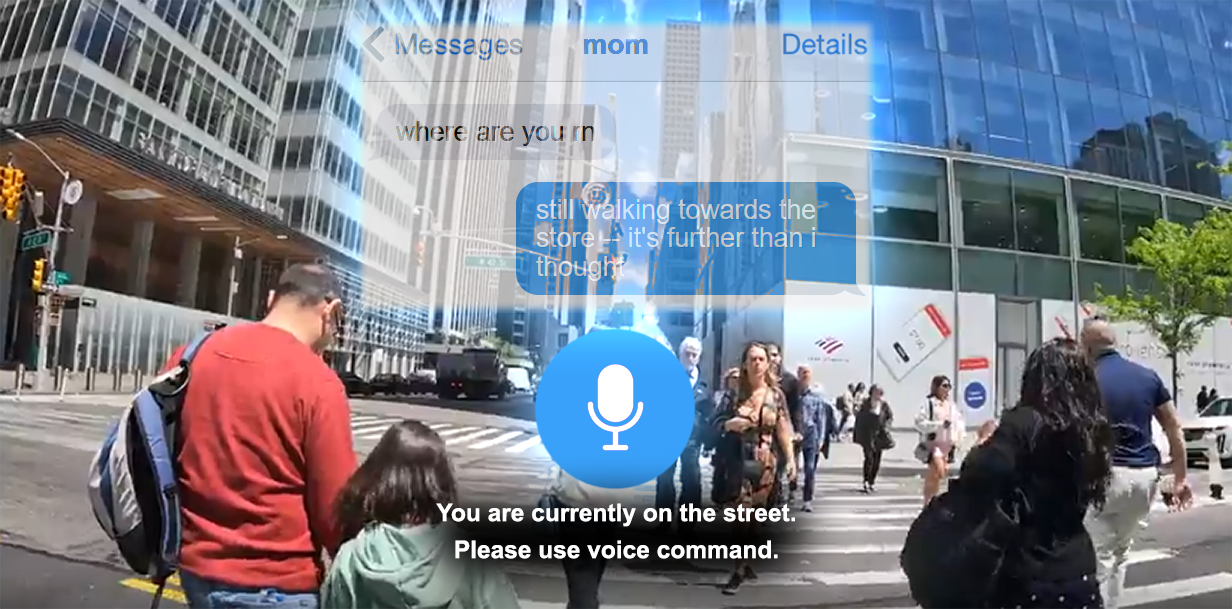 Messages
mom
Details
where are you rn
still walking towards the
store -- it's further than i
thought
You are currently on the street.
Please use voice command.